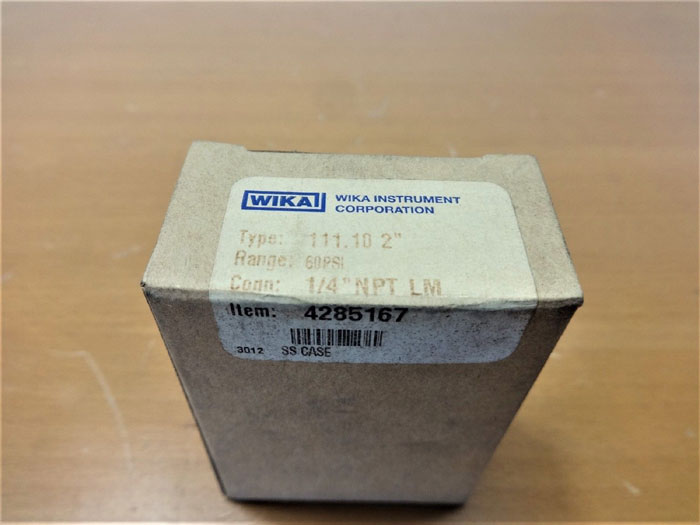 WIKA
WIKA INSTRUMENT
CORPORATION
Type: 111.10 2"
Range: 60PSI
Conn: 1/4" NPT LM
Item: 4285167
3012 SS CASE